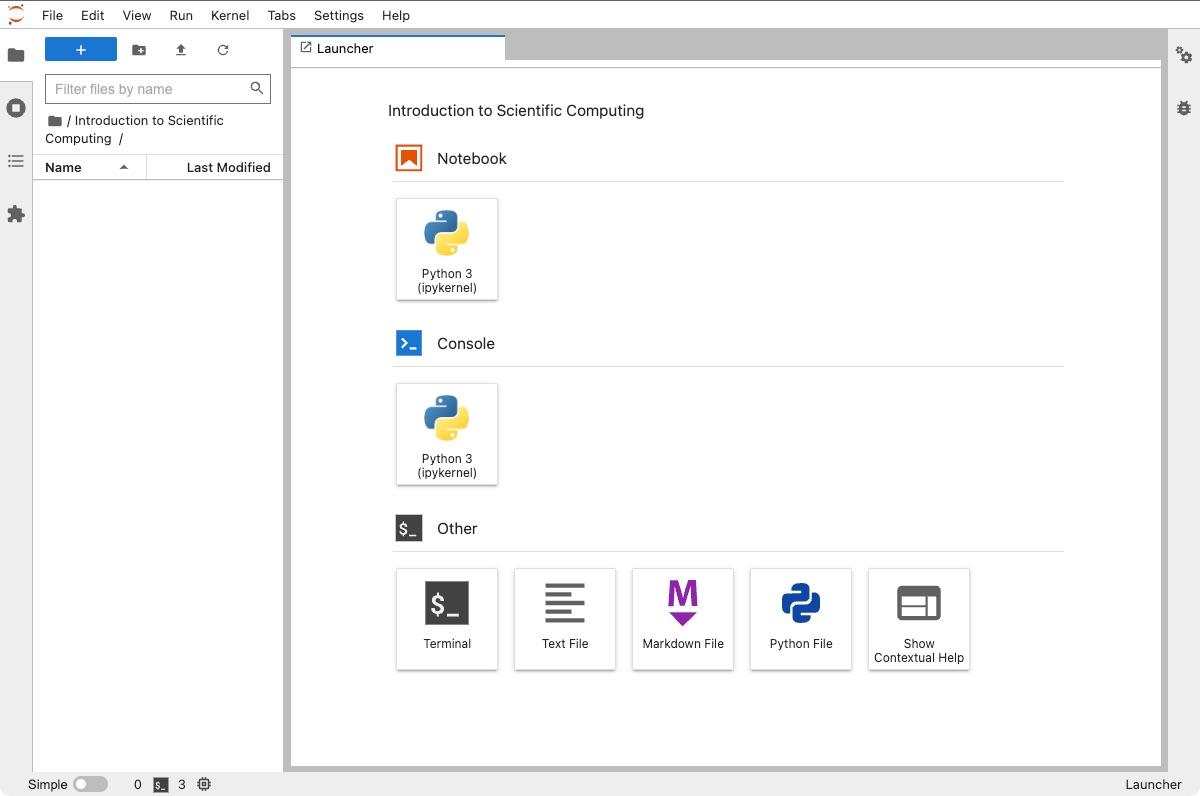 File Edit View Run Kernel Tabs Settings Help
+
Filter files by name
/ Introduction to Scientific
Computing /
Name Last Modified
Launcher
Introduction to Scientific Computing
Notebook
Python 3
(ipykernel)
Console
Python 3
(ipykernel)
$_ Other
$_
Terminal
Text File
M
Markdown File
Python File
Show
Contextual Help
Simple 0 $_ 3
Launcher